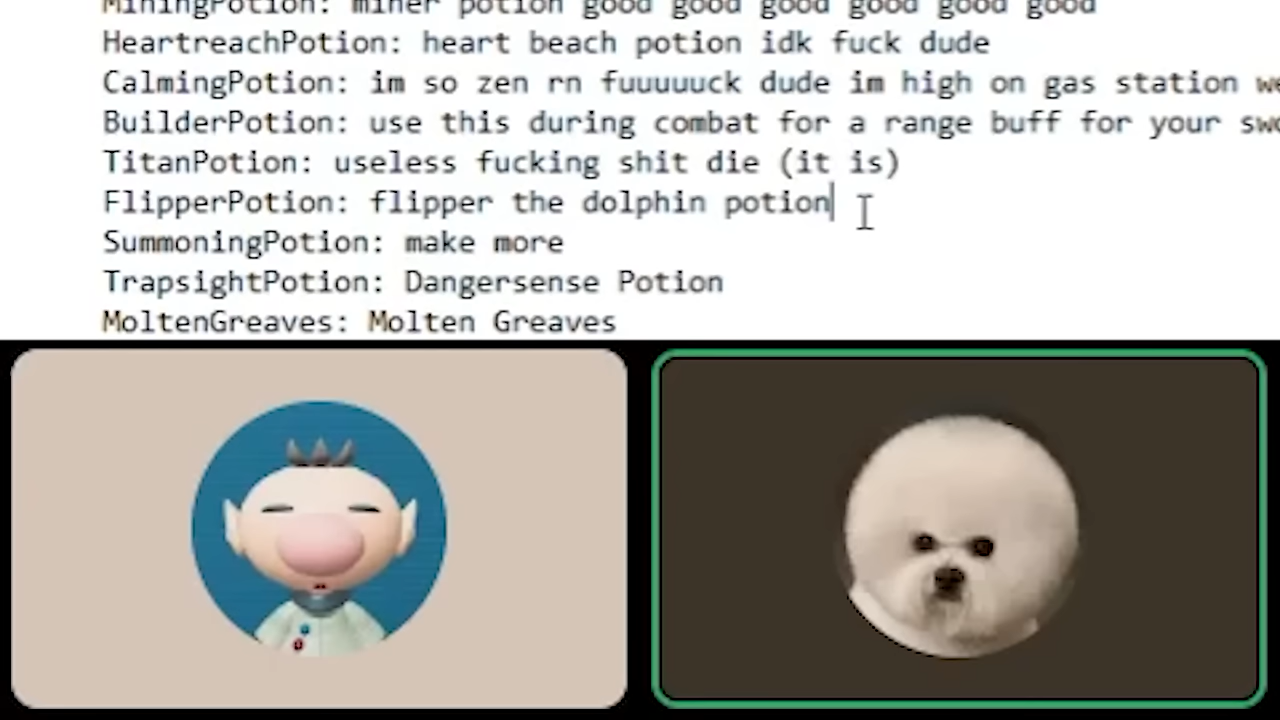 MiningPotion: miner potion good good good good good good
HeartreachPotion: heart beach potion idk fuck dude
CalmingPotion: im so zen rn fuuuuuck dude im high on gas station
BuilderPotion: use this during combat for a range buff for your
TitanPotion: useless fucking shit die (it is)
FlipperPotion: flipper the dolphin potion
SummoningPotion: make more
TrapsightPotion: Dangersense Potion
MoltenGreaves: Molten Greaves